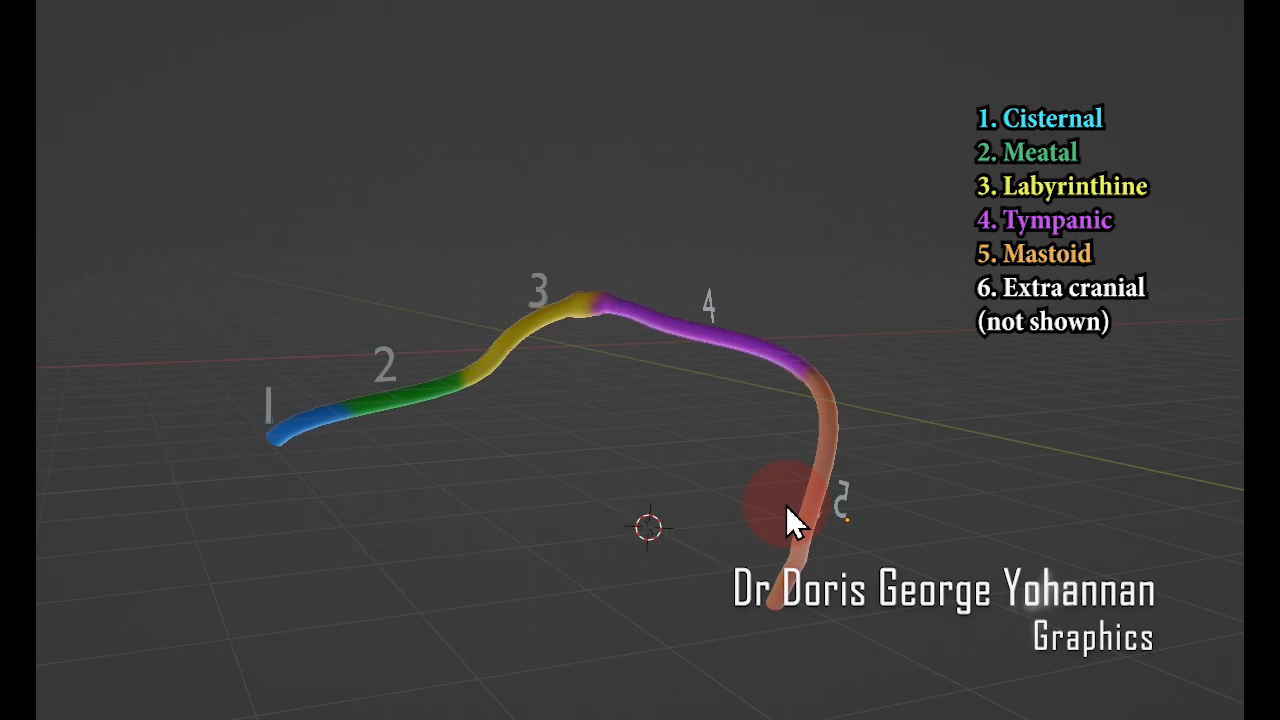 1. Cisternal
2. Meatal
3. Labyrinthine
4. Tympanic
5. Mastoid
6. Extra cranial
(not shown)
1
2
3
4
5
Dr Doris George Yohannan
Graphics